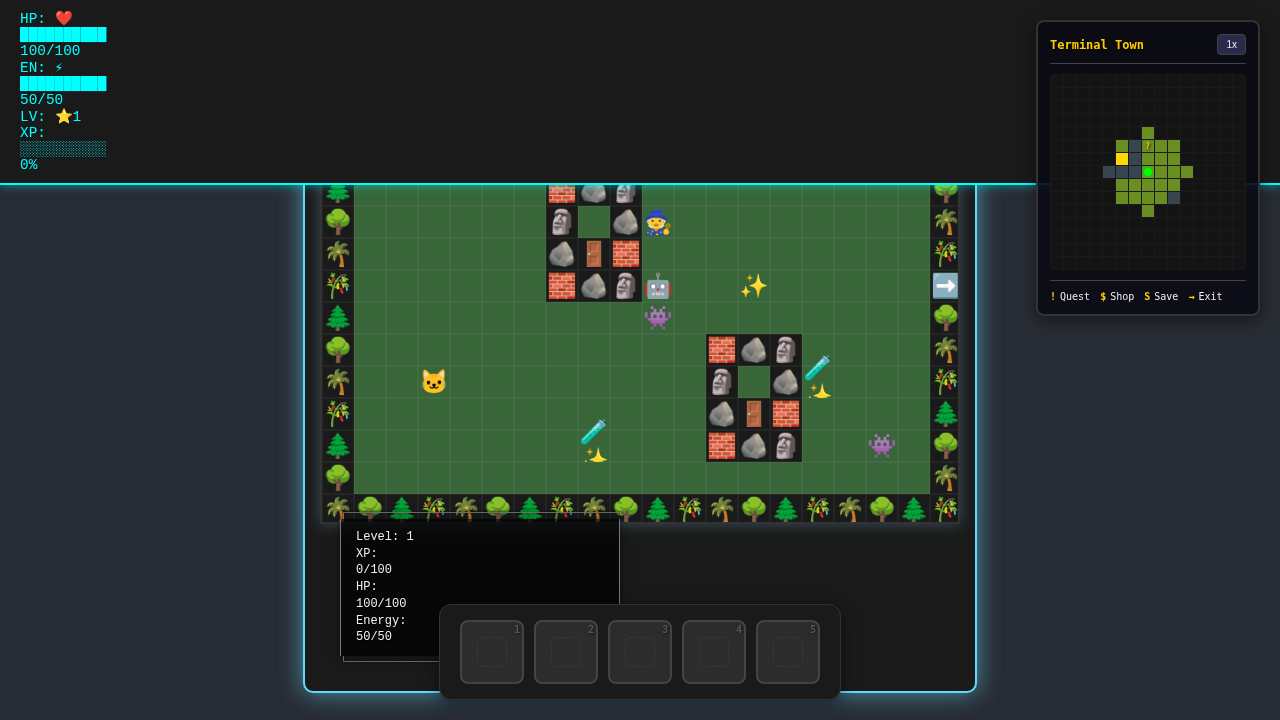 HP: ❤️
██████████
100/100
EN: ⚡
██████████
50/50
LV: ⭐1
XP:
░░░░░░░░░░
0%
Terminal Town
1x
?
! Quest $ Shop S Save → Exit
Level: 1
XP:
0/100
HP:
100/100
Energy:
50/50
1 2 3 4 5